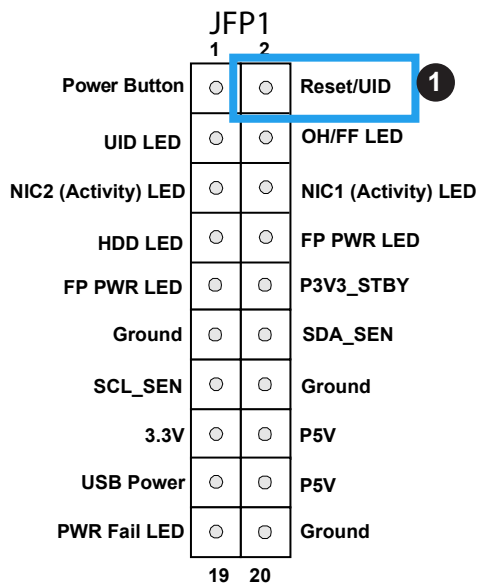 JFP1
1 2
Power Button Reset/UID 1
UID LED OH/FF LED
NIC2 (Activity) LED NIC1 (Activity) LED
HDD LED FP PWR LED
FP PWR LED P3V3_STBY
Ground SDA_SEN
SCL_SEN Ground
3.3V P5V
USB Power P5V
PWR Fail LED Ground
19 20